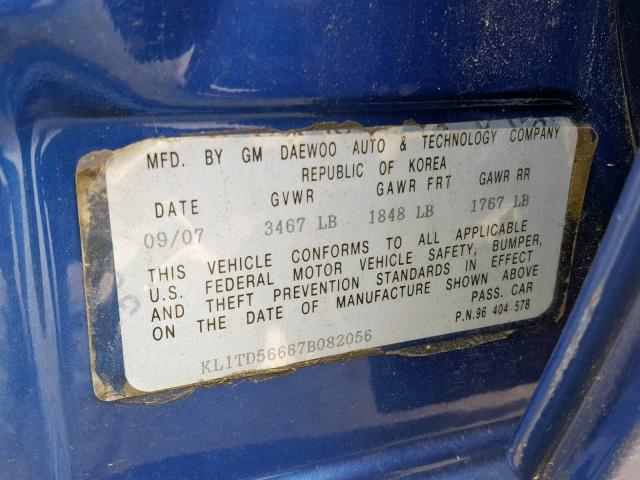 MFD. BY GM DAEWOO AUTO & TECHNOLOGY COMPANY
REPUBLIC OF KOREA
DATE GVWR GAWR FRT GAWR RR
09/07 3467 LB 1848 LB 1767 LB
THIS VEHICLE CONFORMS TO ALL APPLICABLE
U.S. FEDERAL MOTOR VEHICLE SAFETY, BUMPER,
AND THEFT PREVENTION STANDARDS IN EFFECT
ON THE DATE OF MANUFACTURE SHOWN ABOVE
PASS. CAR
P.N.96 404 578
KL1TD56667B082056